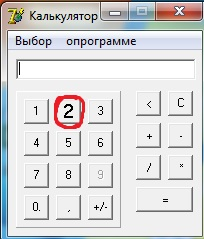 Калькулятор
Выбор опрограмме
1 2 3 < C
4 5 6 + -
7 8 9 / *
0. , +/- =